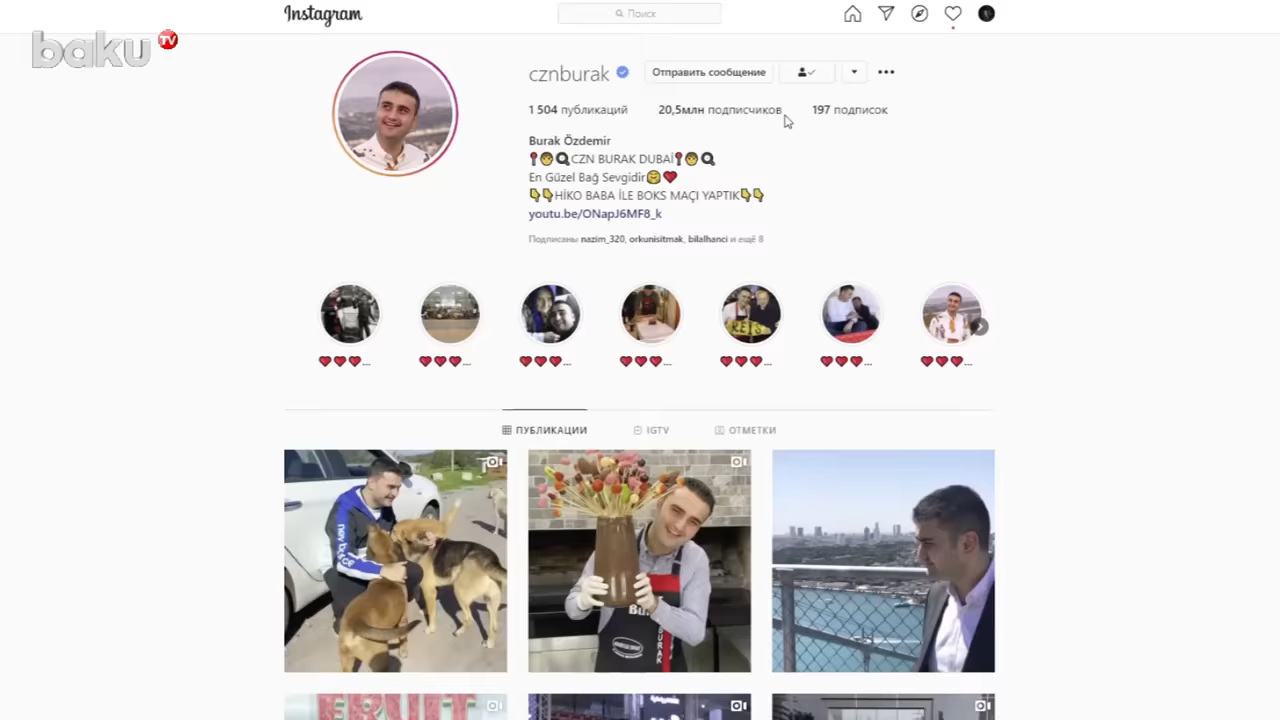 Instagram
Поиск
baku TV
cznburak
Отправить сообщение
1 504 публикаций
20,5млн подписчиков
197 подписок
Burak Özdemir
📍👨🔍CZN BURAK DUBAİ📍👨🔍
En Güzel Bağ Sevgidir🤗❤️
👇👇HİKO BABA İLE BOKS MAÇI YAPTIK👇👇
youtu.be/ONapJ6MF8_k
Подписаны nazim_320, orkunisitmak, bilalhanci и ещё 8
❤️❤️❤️...
❤️❤️❤️...
❤️❤️❤️...
❤️❤️❤️...
❤️❤️❤️...
❤️❤️❤️...
❤️❤️❤️...
ПУБЛИКАЦИИ
IGTV
ОТМЕТКИ
BURAK
FRUIT